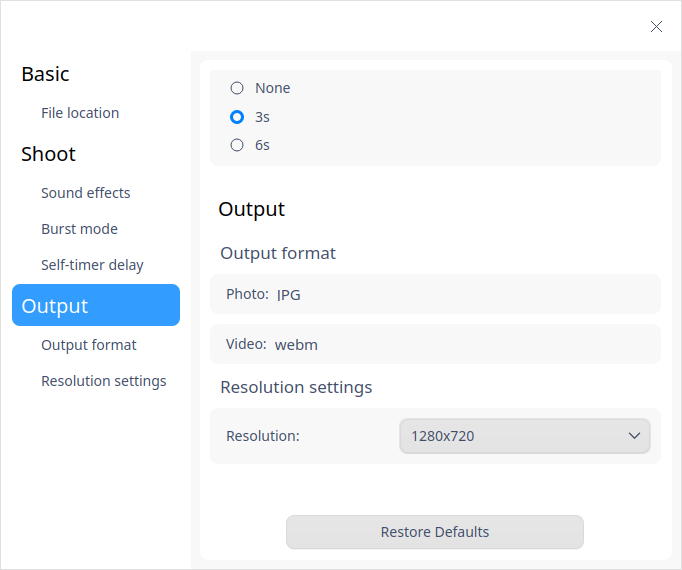 Basic
File location
Shoot
Sound effects
Burst mode
Self-timer delay
Output
Output format
Resolution settings
None
3s
6s
Output
Output format
Photo: JPG
Video: webm
Resolution settings
Resolution: 1280x720
Restore Defaults